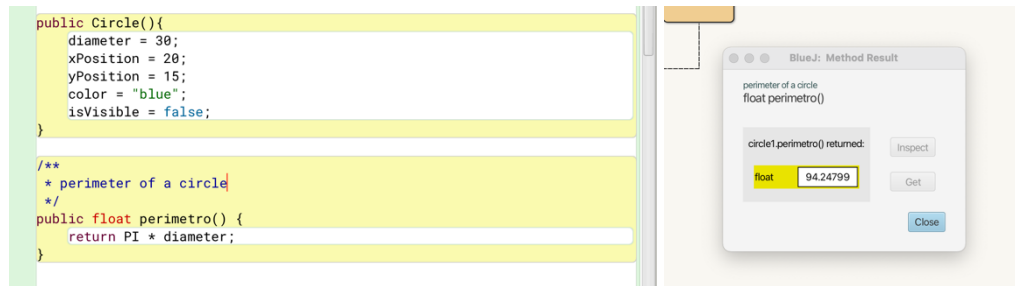 public Circle(){
diameter = 30;
xPosition = 20;
yPosition = 15;
color = "blue";
isVisible = false;
}
/**
* perimeter of a circle
*/
public float perimetro() {
return PI * diameter;
}
BlueJ: Method Result
perimeter of a circle
float perimetro()
circle1.perimetro() returned:
Inspect
float 94.24799
Get
Close